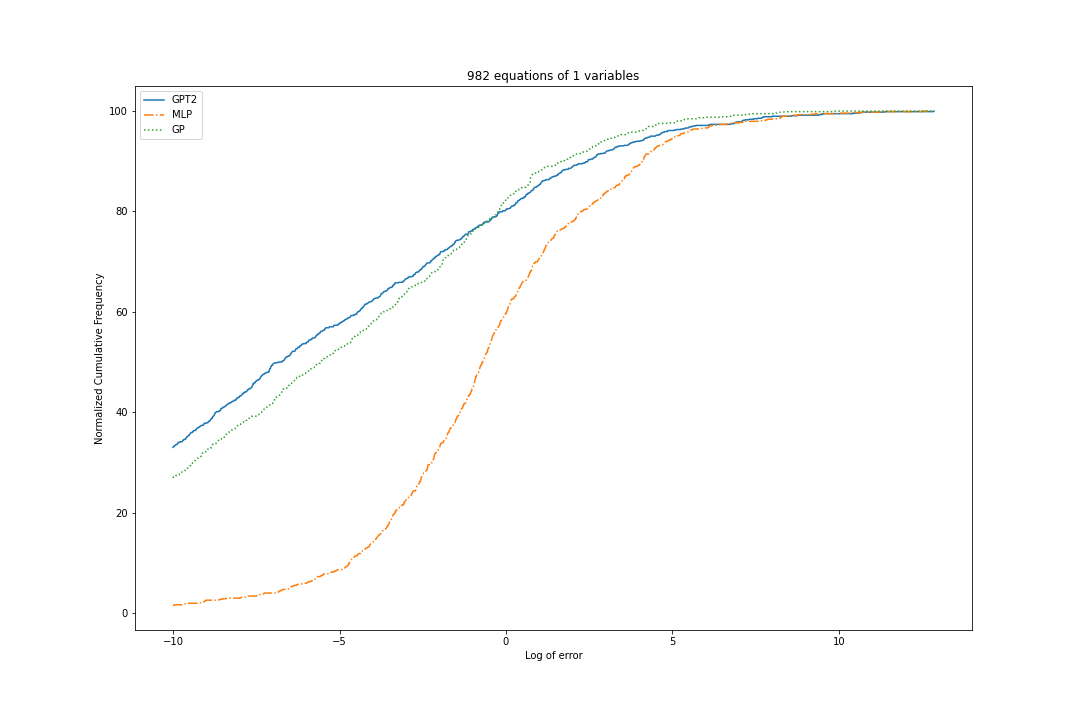 982 equations of 1 variables
GPT2
MLP
GP
Normalized Cumulative Frequency
100
80
60
40
20
0
−10
−5
0
5
10
Log of error